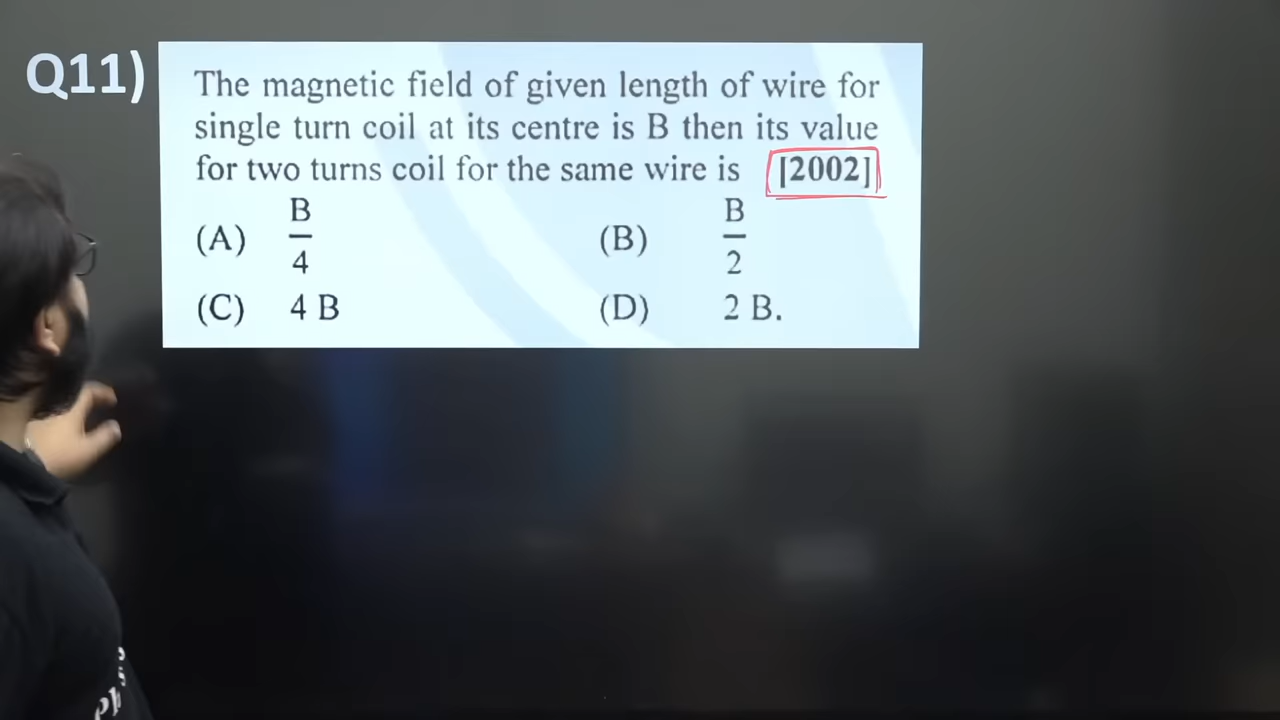 Q11)
The magnetic field of given length of wire for
single turn coil at its centre is B then its value
for two turns coil for the same wire is [2002]
(A) B/4 (B) B/2
(C) 4 B (D) 2 B.